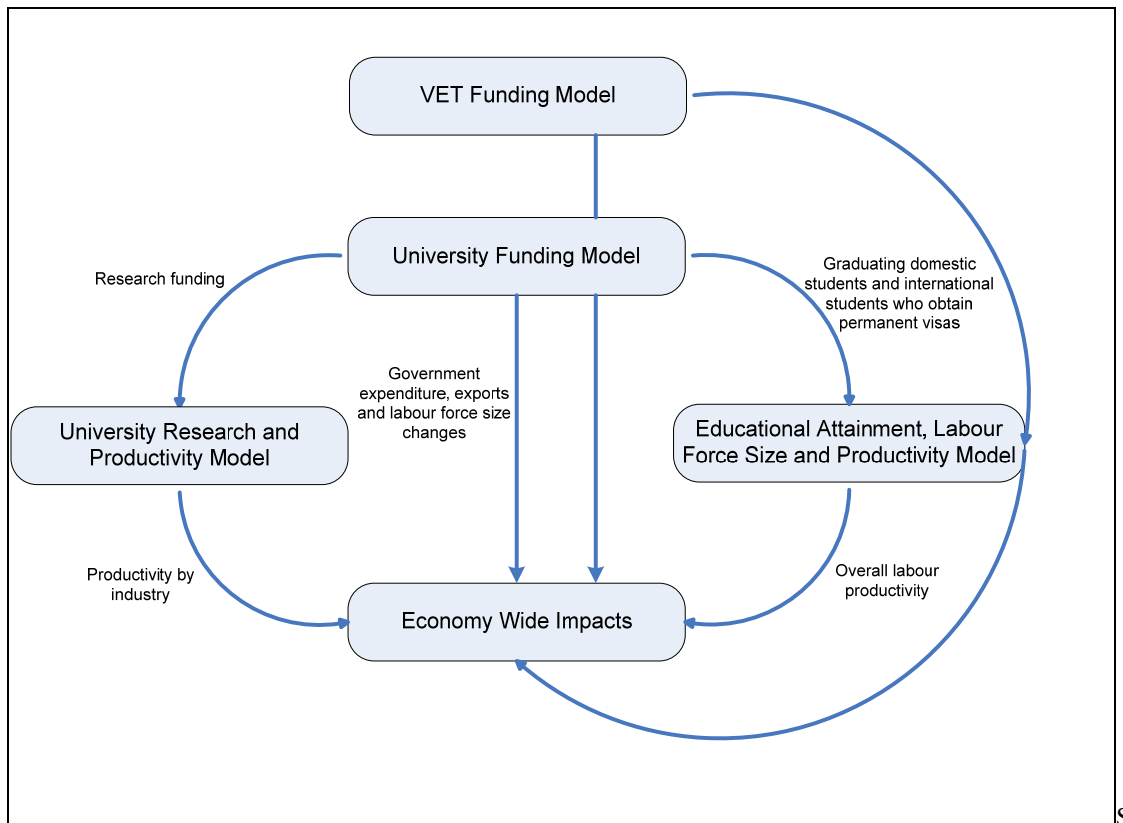 VET Funding Model
University Funding Model
Research funding
Graduating domestic
students and international
students who obtain
permanent visas
Government
expenditure, exports
and labour force size
changes
University Research and
Productivity Model
Educational Attainment, Labour
Force Size and Productivity Model
Productivity by
industry
Overall labour
productivity
Economy Wide Impacts